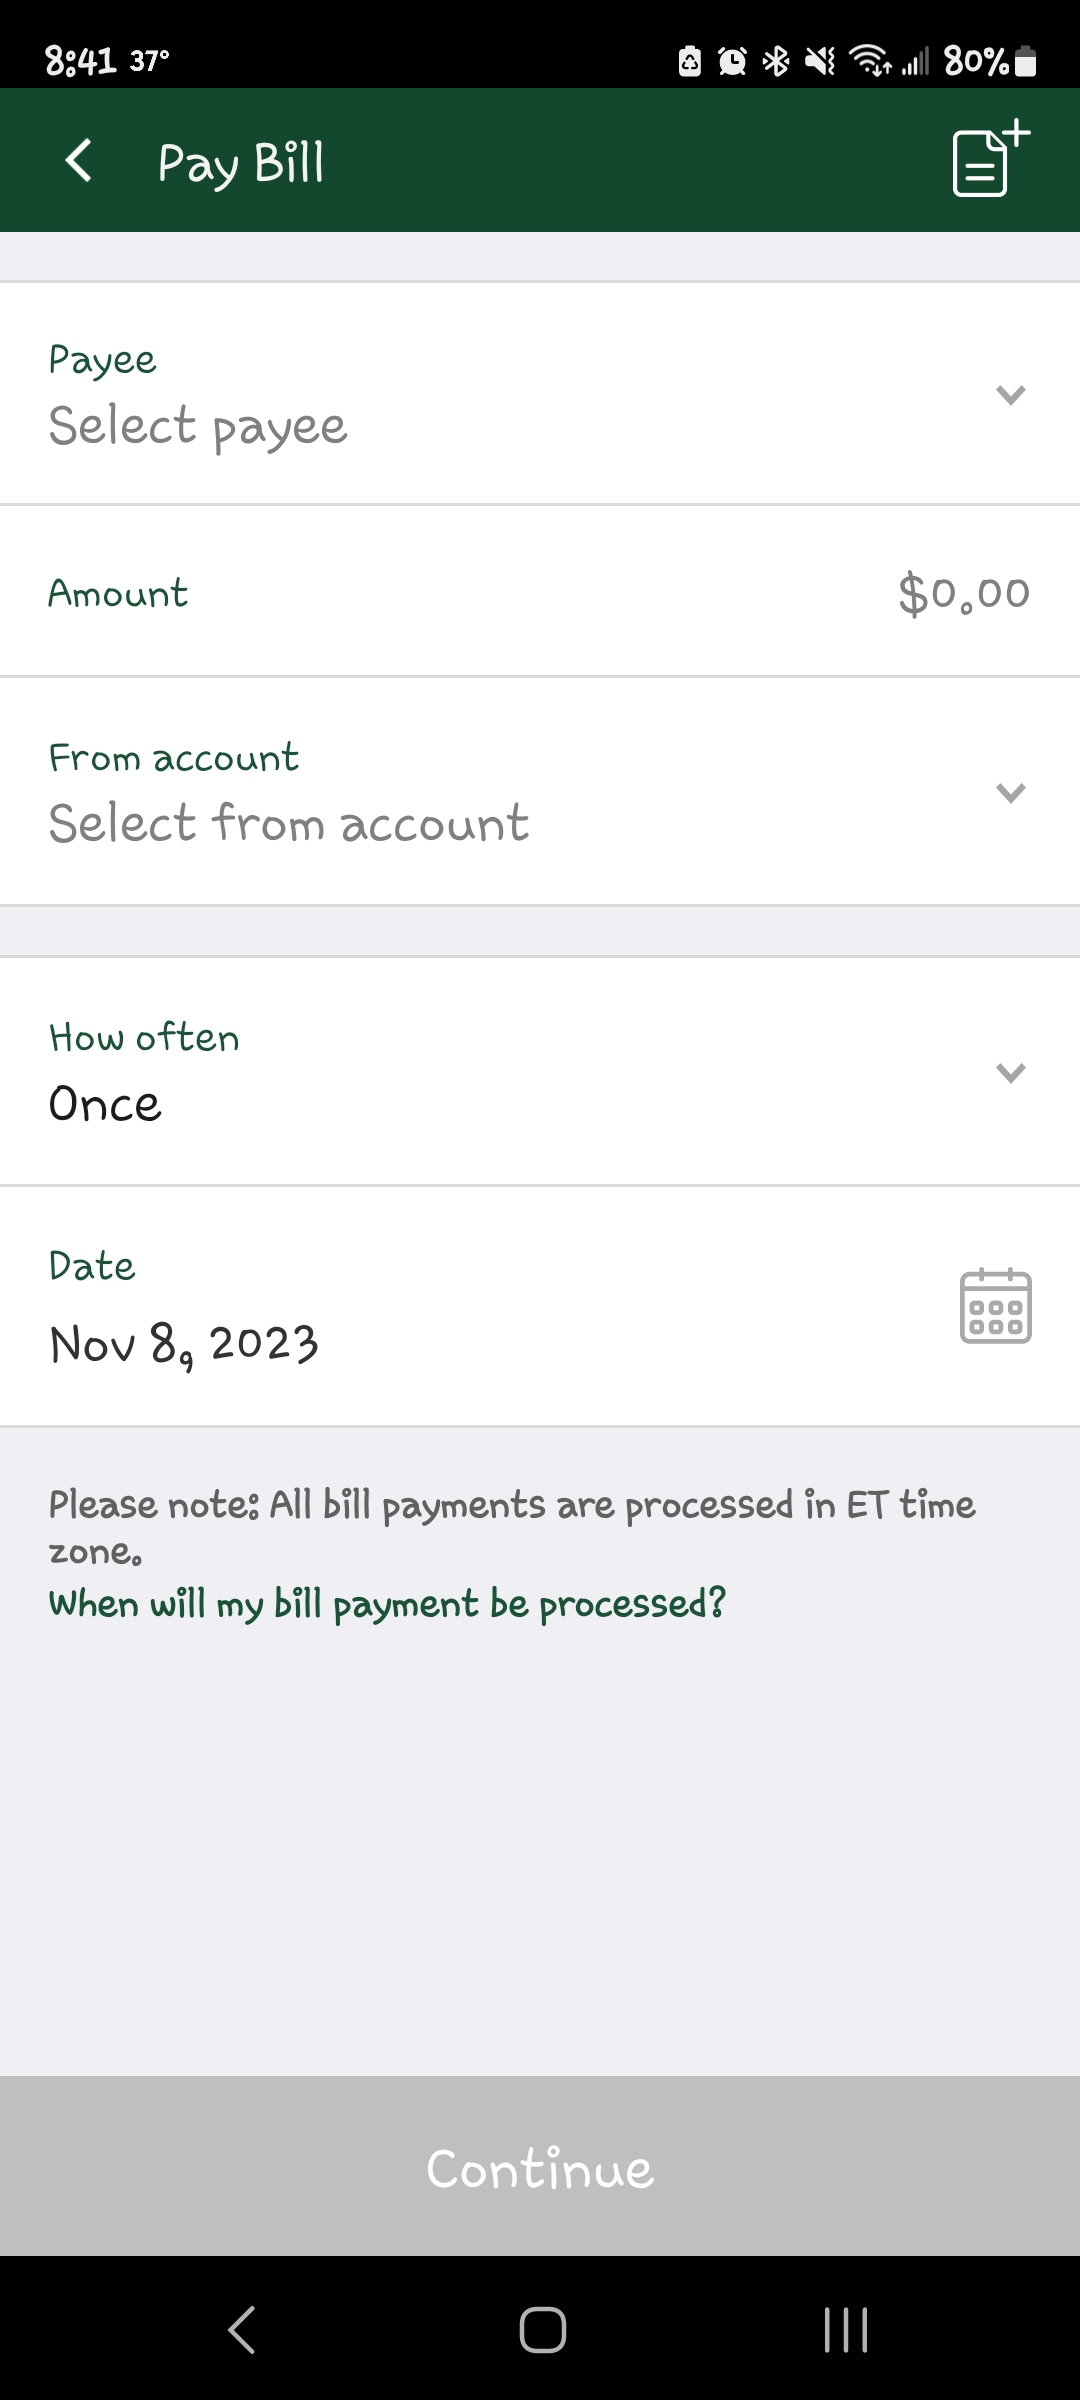 8:41 37° 80%
Pay Bill
Payee
Select payee
Amount $0.00
From account
Select from account
How often
Once
Date
Nov 8, 2023
Please note: All bill payments are processed in ET time
zone.
When will my bill payment be processed?
Continue